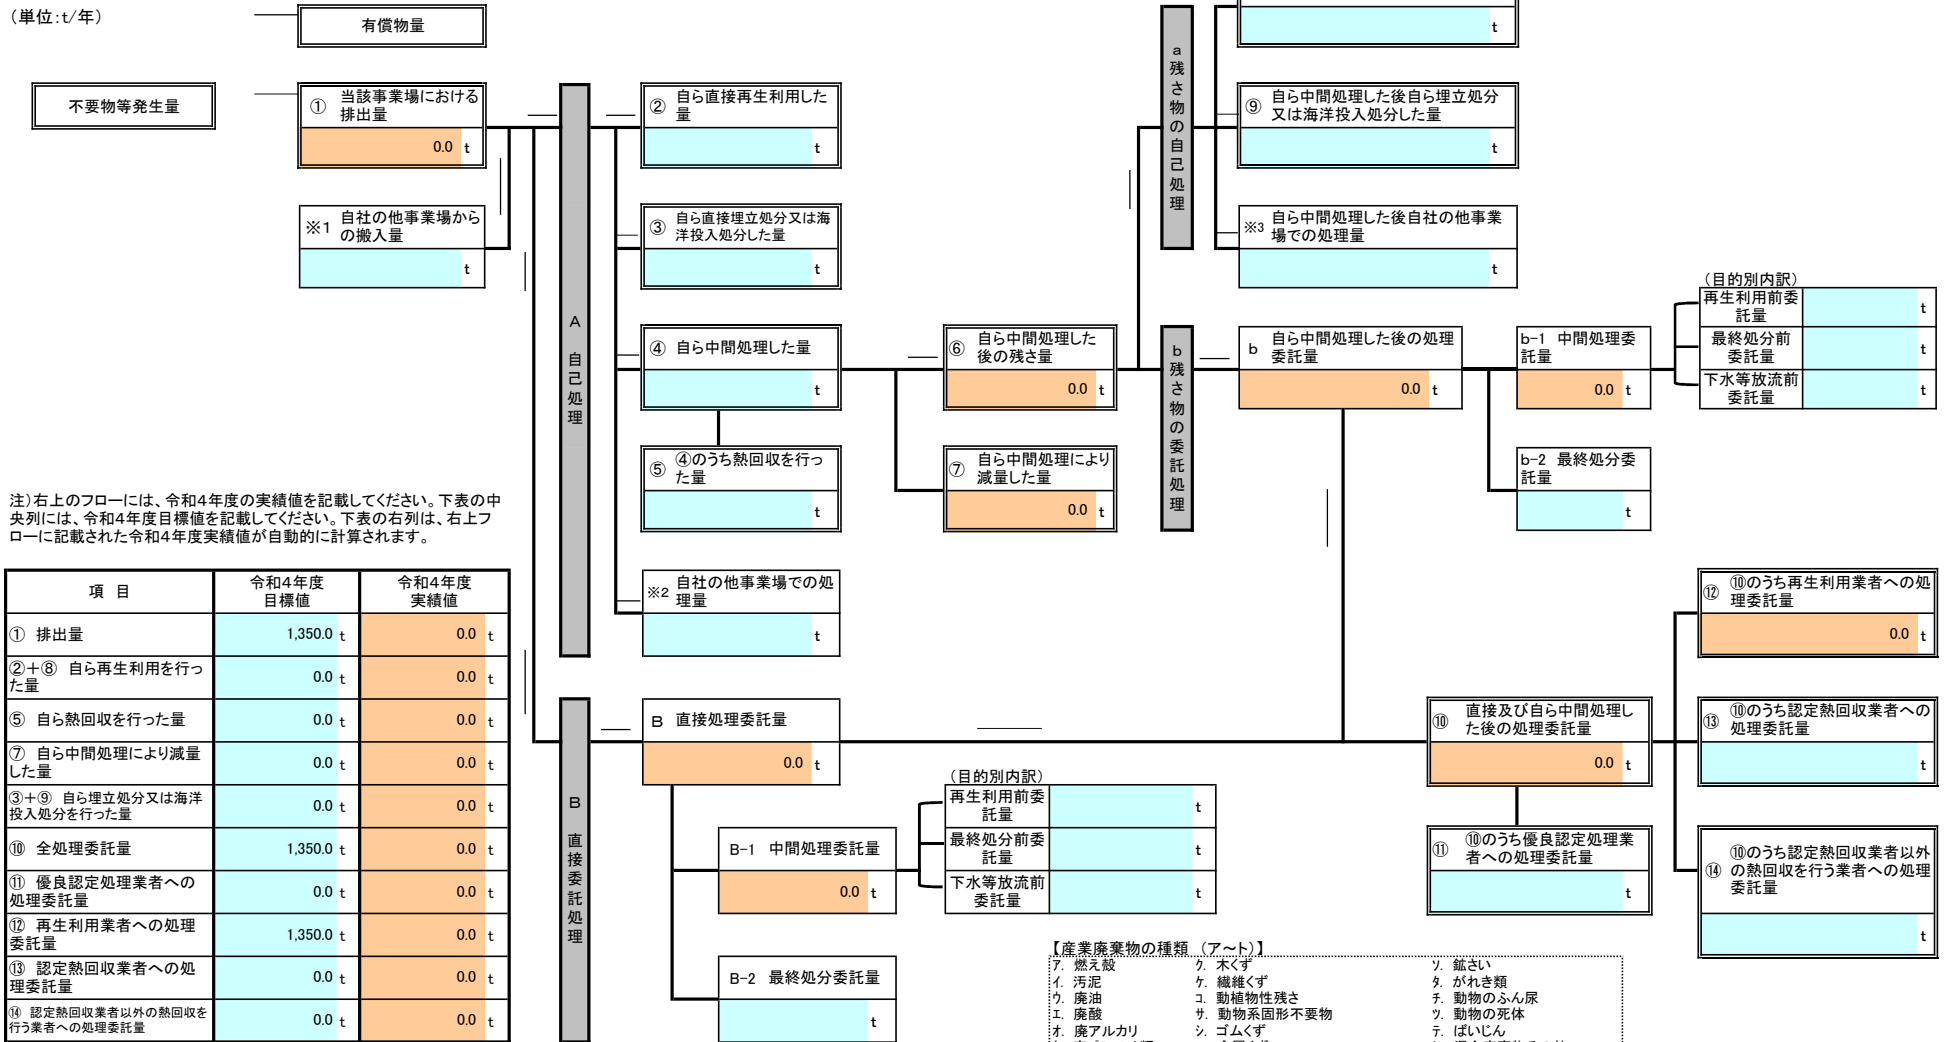 (単位:t/年)
有償物量
t
不要物等発生量
① 当該事業場における
排出量
0.0 t
※1 自社の他事業場から
の搬入量
t
A 自己処理
② 自ら直接再生利用した
量
t
③ 自ら直接埋立処分又は海
洋投入処分した量
t
④ 自ら中間処理した量
t
⑤ ④のうち熱回収を行っ
た量
t
※2 自社の他事業場での処
理量
t
⑥ 自ら中間処理した
後の残さ量
0.0 t
⑦ 自ら中間処理により
減量した量
0.0 t
a 残さ物の自己処理
⑨ 自ら中間処理した後自ら埋立処分
又は海洋投入処分した量
t
※3 自ら中間処理した後自社の他事業
場での処理量
t
b 残さ物の委託処理
b 自ら中間処理した後の処理
委託量
0.0 t
b-1 中間処理委
託量
0.0 t
b-2 最終処分委
託量
t
(目的別内訳)
再生利用前委
託量
t
最終処分前
委託量
t
下水等放流前
委託量
t
注)右上のフローには、令和4年度の実績値を記載してください。下表の中
央列には、令和4年度目標値を記載してください。下表の右列は、右上フ
ローに記載された令和4年度実績値が自動的に計算されます。
項 目 令和4年度 目標値 令和4年度 実績値
① 排出量 1,350.0 t 0.0 t
②+⑧ 自ら再生利用を行っ
た量 0.0 t 0.0 t
⑤ 自ら熱回収を行った量 0.0 t 0.0 t
⑦ 自ら中間処理により減量
した量 0.0 t 0.0 t
③+⑨ 自ら埋立処分又は海洋
投入処分を行った量 0.0 t 0.0 t
⑩ 全処理委託量 1,350.0 t 0.0 t
⑪ 優良認定処理業者への
処理委託量 0.0 t 0.0 t
⑫ 再生利用業者への処理
委託量 1,350.0 t 0.0 t
⑬ 認定熱回収業者への処
理委託量 0.0 t 0.0 t
⑭ 認定熱回収業者以外の熱回収を
行う業者への処理委託量 0.0 t 0.0 t
B 直接委託処理
B 直接処理委託量
0.0 t
B-1 中間処理委託量
0.0 t
B-2 最終処分委託量
t
(目的別内訳)
再生利用前委
託量
t
最終処分前委
託量
t
下水等放流前
委託量
t
⑩ 直接及び自ら中間処理し
た後の処理委託量
0.0 t
⑪ ⑩のうち優良認定処理業
者への処理委託量
t
⑫ ⑩のうち再生利用業者への処
理委託量
0.0 t
⑬ ⑩のうち認定熱回収業者への
処理委託量
t
⑭ ⑩のうち認定熱回収業者以外
の熱回収を行う業者への処理
委託量
t
【産業廃棄物の種類 (ア～ト)】
ア. 燃え殻 ク. 木くず ソ. 鉱さい
イ. 汚泥 ケ. 繊維くず タ. がれき類
ウ. 廃油 コ. 動植物性残さ チ. 動物のふん尿
エ. 廃酸 サ. 動物系固形不要物 ツ. 動物の死体
オ. 廃アルカリ シ. ゴムくず テ. ばいじん